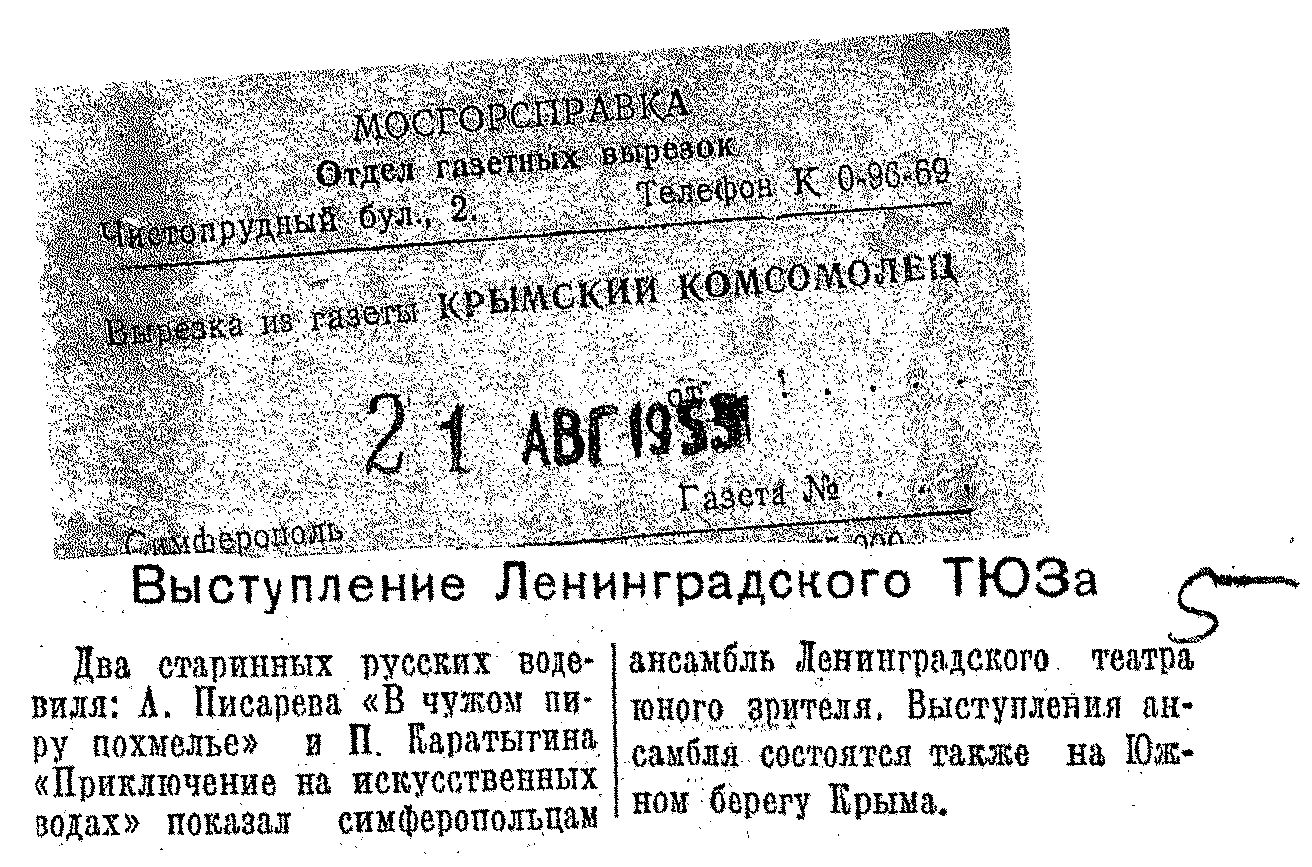 МОСГОРСПРАВКА
Отдел газетных вырезок
Чистопрудный бул., 2. Телефон К 0-96-69
Вырезка из газеты КРЫМСКИЙ КОМСОМОЛЕЦ
от . . . . .
21 АВГ 1955
Газета № . . .
Симферополь
000
Выступление Ленинградского ТЮЗа
5
Два старинных русских воде-
виля: А. Писарева «В чужом пи-
ру похмелье» и П. Каратыгина
«Приключение на искусственных
водах» показал симферопольцам
ансамбль Ленинградского театра
юного зрителя. Выступления ан-
самбля состоятся также на Юж-
ном берегу Крыма.